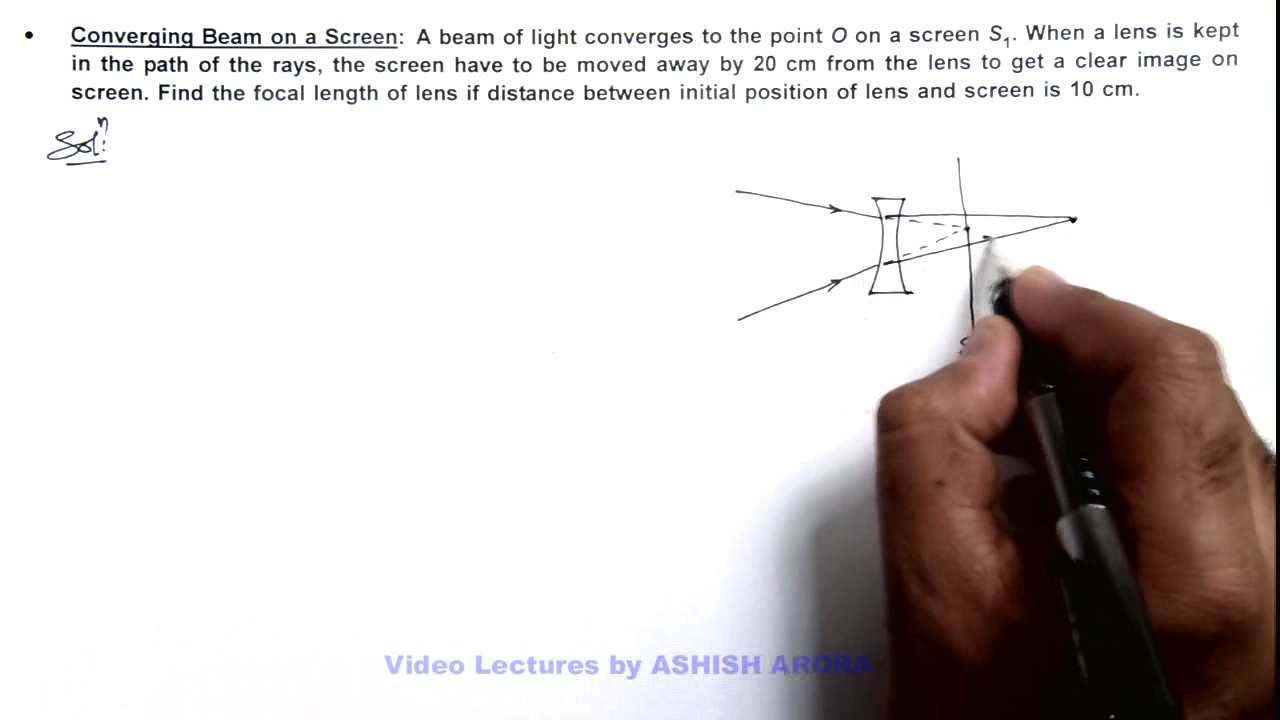 • Converging Beam on a Screen: A beam of light converges to the point O on a screen S₁. When a lens is kept
in the path of the rays, the screen have to be moved away by 20 cm from the lens to get a clear image on
screen. Find the focal length of lens if distance between initial position of lens and screen is 10 cm.
Solⁿ:
Video Lectures by ASHISH ARORA